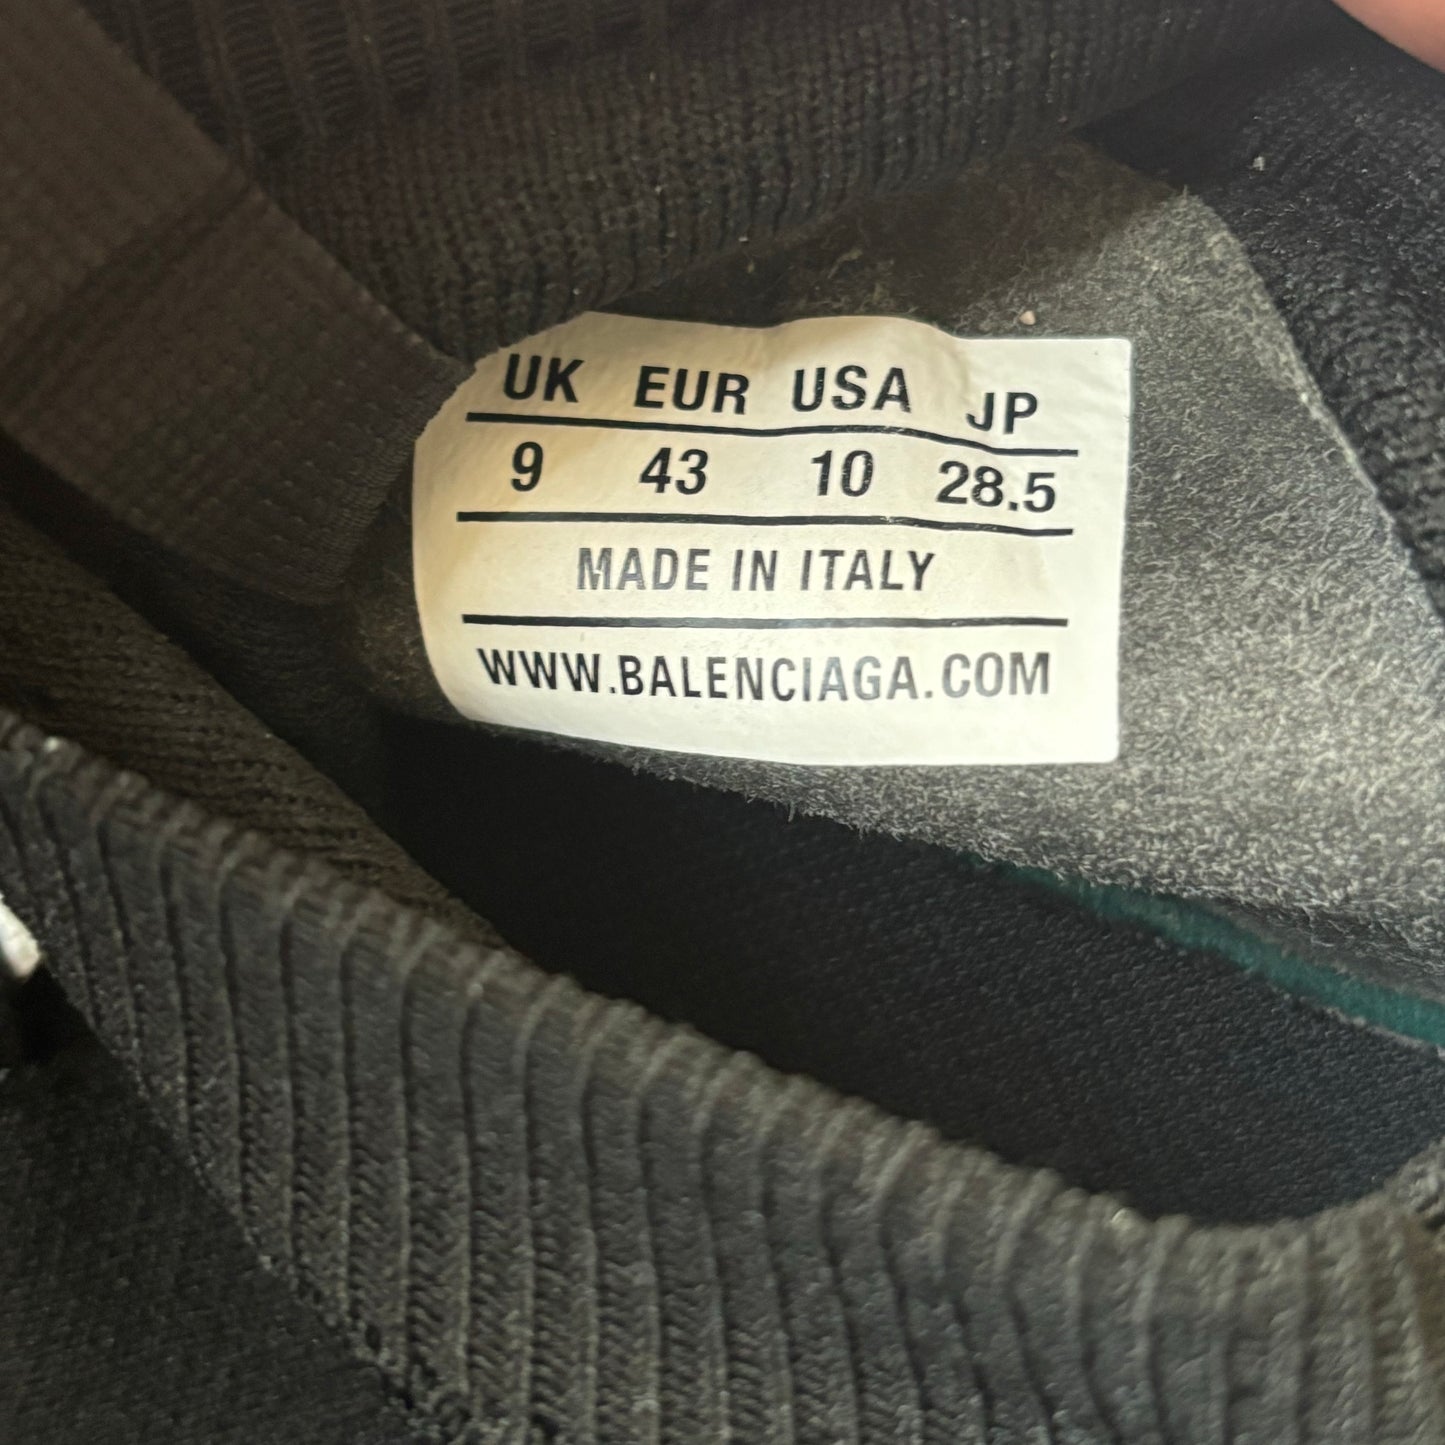 UK EUR USA JP
9 43 10 28.5
MADE IN ITALY
WWW.BALENCIAGA.COM